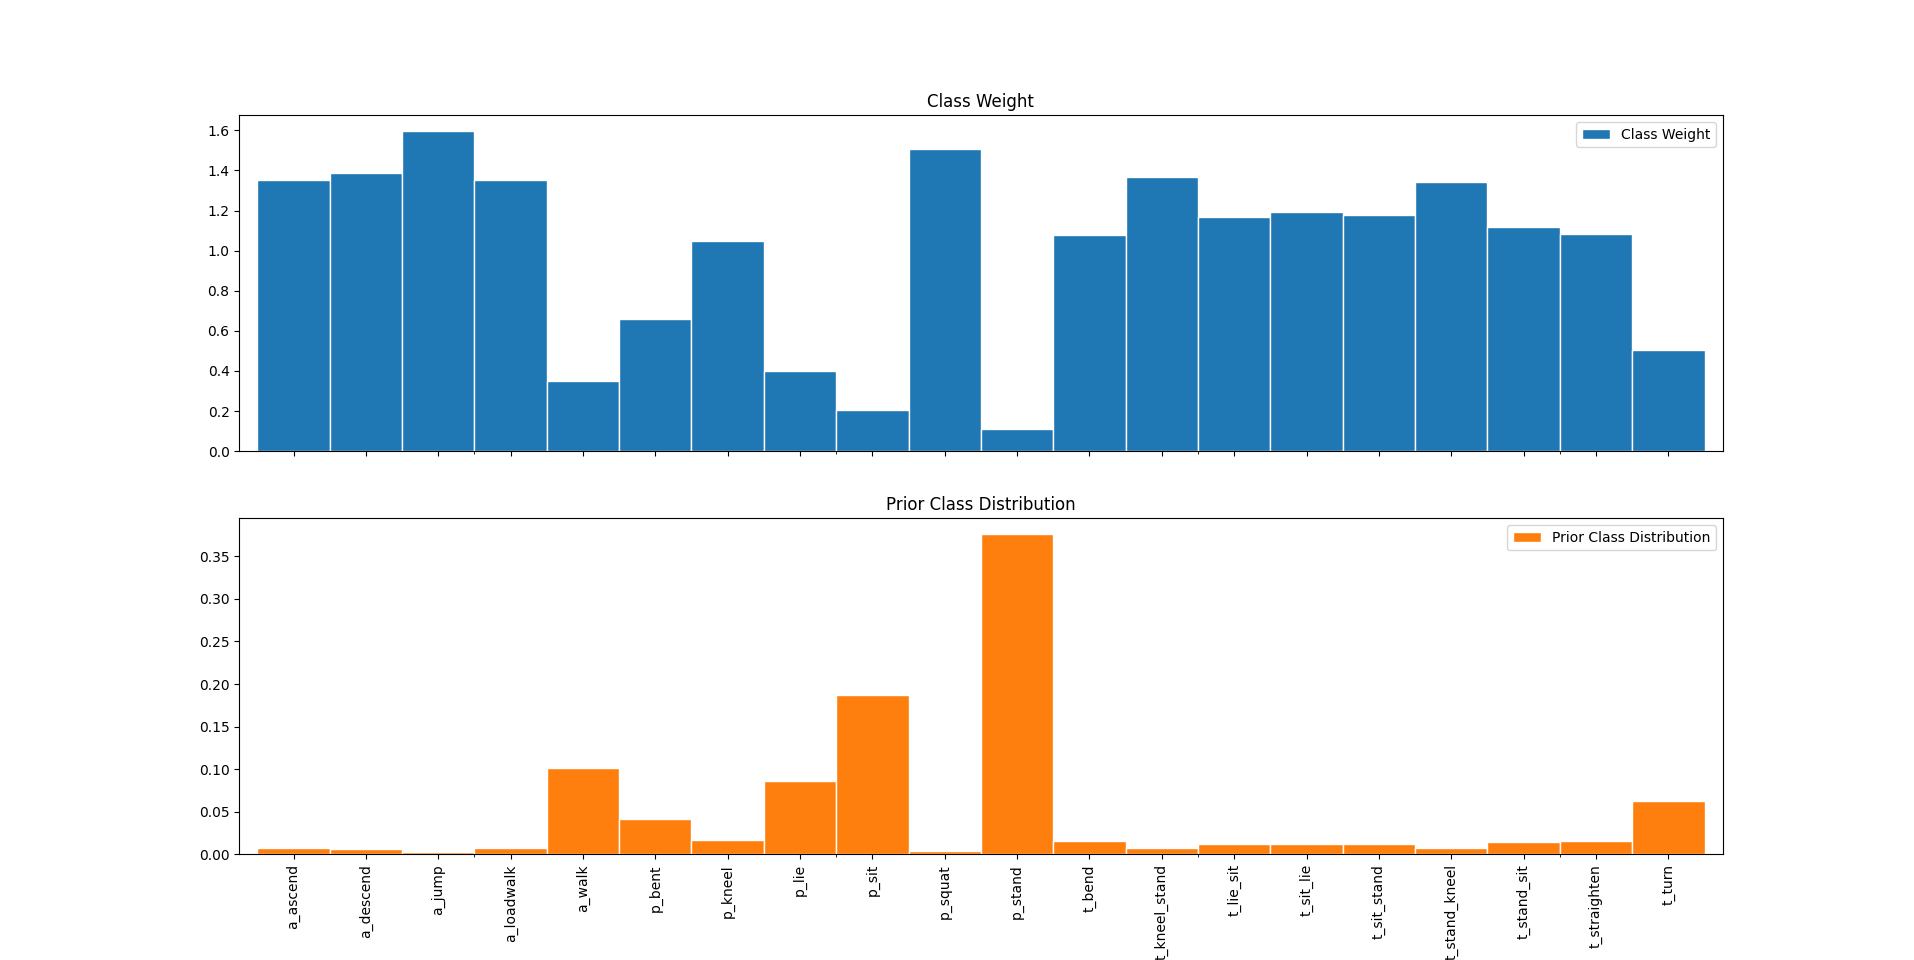 Class Weight
Class Weight
1.6
1.4
1.2
1.0
0.8
0.6
0.4
0.2
0.0
Prior Class Distribution
Prior Class Distribution
0.35
0.30
0.25
0.20
0.15
0.10
0.05
0.00
a_ascend
a_descend
a_jump
a_loadwalk
a_walk
p_bent
p_kneel
p_lie
p_sit
p_squat
p_stand
t_bend
t_kneel_stand
t_lie_sit
t_sit_lie
t_sit_stand
t_stand_kneel
t_stand_sit
t_straighten
t_turn